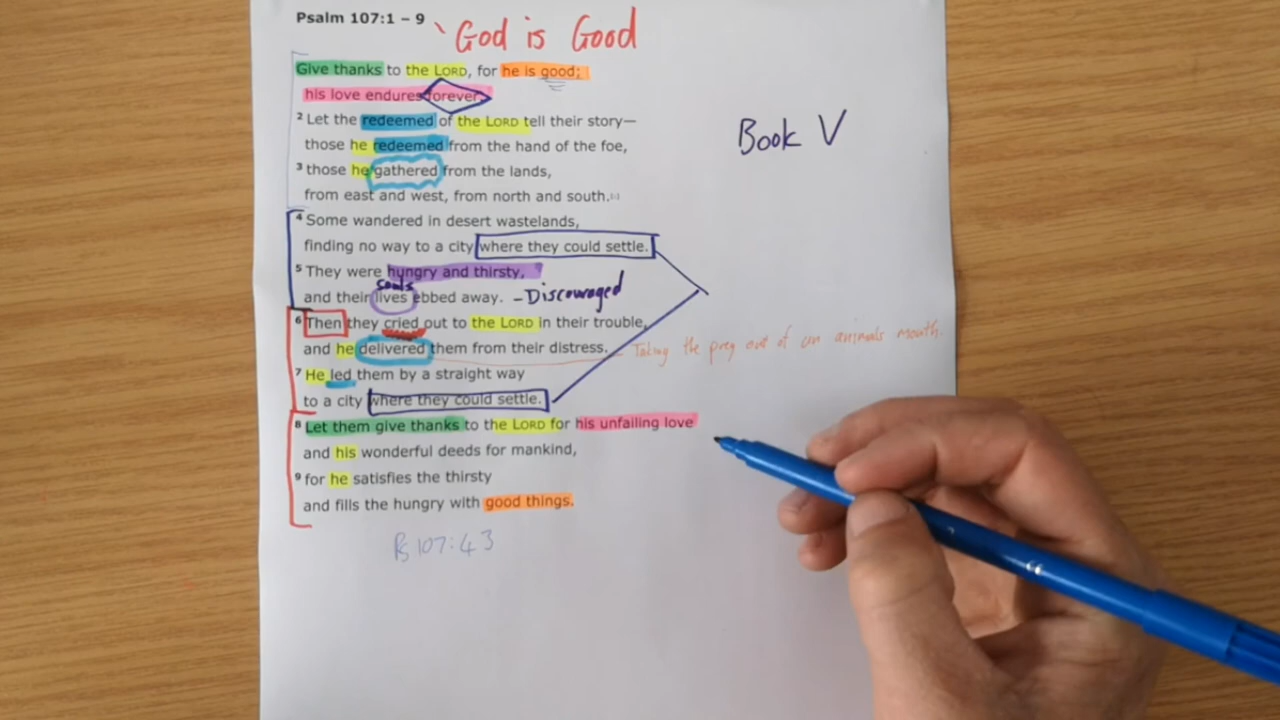 Psalm 107:1 – 9
God is Good
Give thanks to the LORD, for he is good;
his love endures forever.
Book V
2 Let the redeemed of the LORD tell their story—
those he redeemed from the hand of the foe,
3 those he gathered from the lands,
from east and west, from north and south.
4 Some wandered in desert wastelands,
finding no way to a city where they could settle.
5 They were hungry and thirsty,
souls
and their lives ebbed away. – Discouraged
6 Then they cried out to the LORD in their trouble,
and he delivered them from their distress. Taking the prey out of an animals mouth.
7 He led them by a straight way
to a city where they could settle.
8 Let them give thanks to the LORD for his unfailing love
and his wonderful deeds for mankind,
9 for he satisfies the thirsty
and fills the hungry with good things.
Ps 107:43